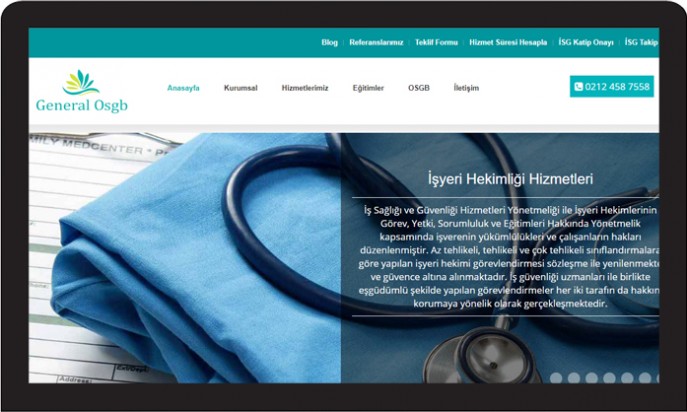 Blog Referanslarımız Teklif Formu Hizmet Süresi Hesapla İSG Katip Onayı İSG Takip
General Osgb
Anasayfa Kurumsal Hizmetlerimiz Eğitimler OSGB İletişim
0212 458 7558
MILY MEDCENTER * P
İşyeri Hekimliği Hizmetleri
İş Sağlığı ve Güvenliği Hizmetleri Yönetmeliği ile İşyeri Hekimlerinin
Görev, Yetki, Sorumluluk ve Eğitimleri Hakkında Yönetmelik
kapsamında işverenin yükümlülükleri ve çalışanların hakları
düzenlenmiştir. Az tehlikeli, tehlikeli ve çok tehlikeli sınıflandırmalara
göre yapılan işyeri hekimi görevlendirmesi sözleşme ile yenilenmekte
ve güvence altına alınmaktadır. İş güvenliği uzmanları ile birlikte
eşgüdümlü şekilde yapılan görevlendirmeler her iki tarafın da hakkın
korumaya yönelik olarak gerçekleşmektedir.
Address: